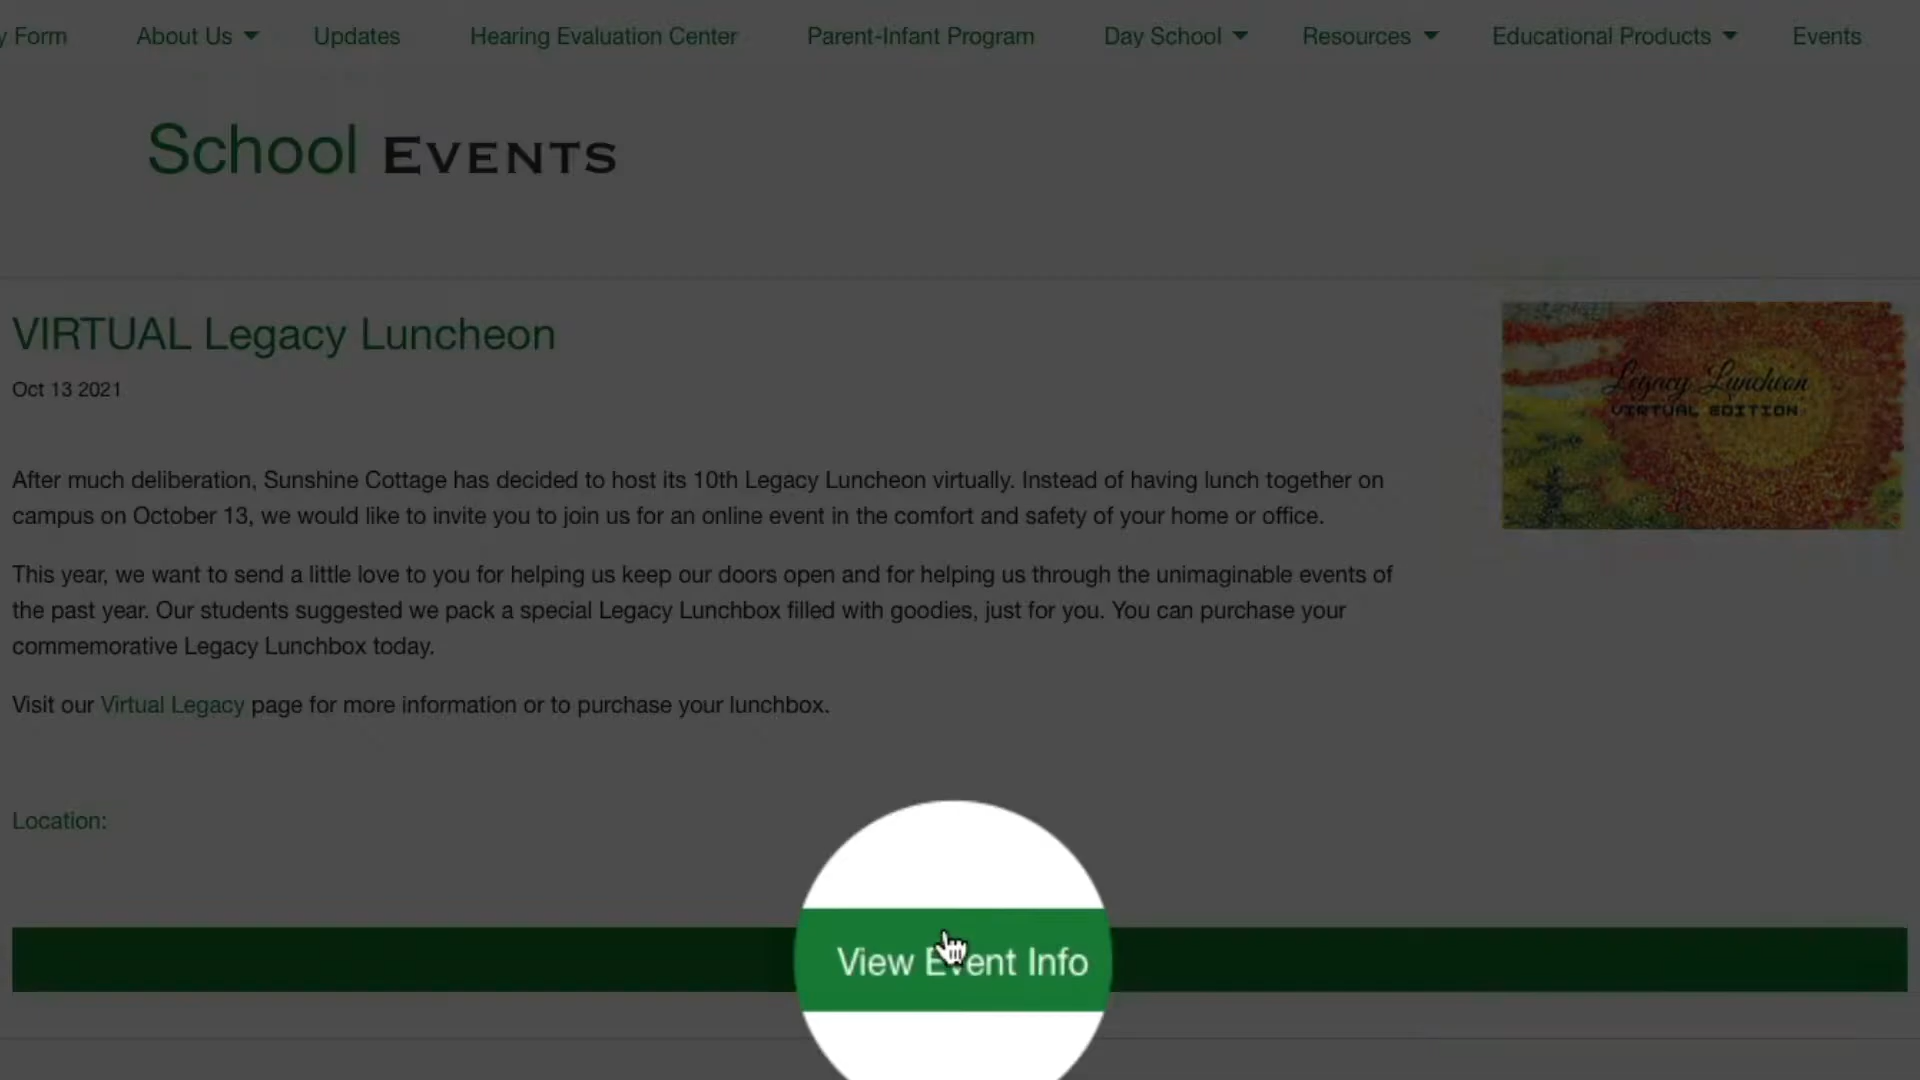 y Form About Us Updates Hearing Evaluation Center Parent-Infant Program Day School Resources Educational Products Events
School EVENTS
VIRTUAL Legacy Luncheon
Oct 13 2021
Legacy Luncheon
VIRTUAL EDITION
After much deliberation, Sunshine Cottage has decided to host its 10th Legacy Luncheon virtually. Instead of having lunch together on
campus on October 13, we would like to invite you to join us for an online event in the comfort and safety of your home or office.
This year, we want to send a little love to you for helping us keep our doors open and for helping us through the unimaginable events of
the past year. Our students suggested we pack a special Legacy Lunchbox filled with goodies, just for you. You can purchase your
commemorative Legacy Lunchbox today.
Visit our Virtual Legacy page for more information or to purchase your lunchbox.
Location:
View Event Info